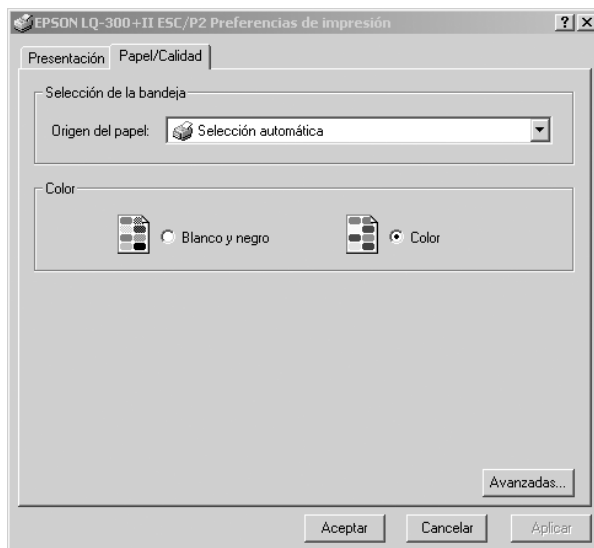 EPSON LQ-300+II ESC/P2 Preferencias de impresión
Presentación Papel/Calidad
Selección de la bandeja
Origen del papel: Selección automática
Color
Blanco y negro Color
Avanzadas...
Aceptar Cancelar Aplicar